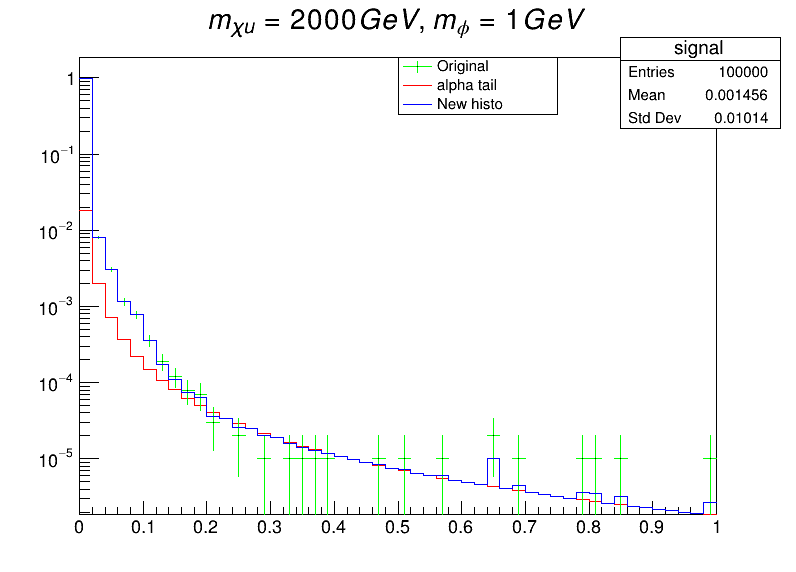 mχu = 2000GeV, mϕ = 1GeV
signal
Entries 100000
Mean 0.001456
Std Dev 0.01014
Original
alpha tail
New histo
1
10⁻¹
10⁻²
10⁻³
10⁻⁴
10⁻⁵
0 0.1 0.2 0.3 0.4 0.5 0.6 0.7 0.8 0.9 1